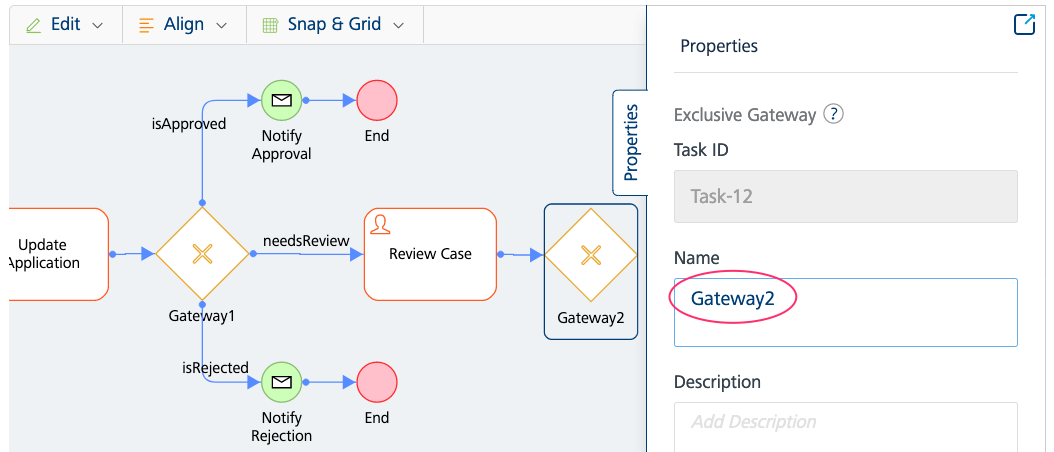 Edit
Align
Snap & Grid
Properties
isApproved
Notify
Approval
End
Update
Application
Gateway1
needsReview
Review Case
Gateway2
isRejected
Notify
Rejection
End
Properties
Exclusive Gateway ?
Task ID
Task-12
Name
Gateway2
Description
Add Description